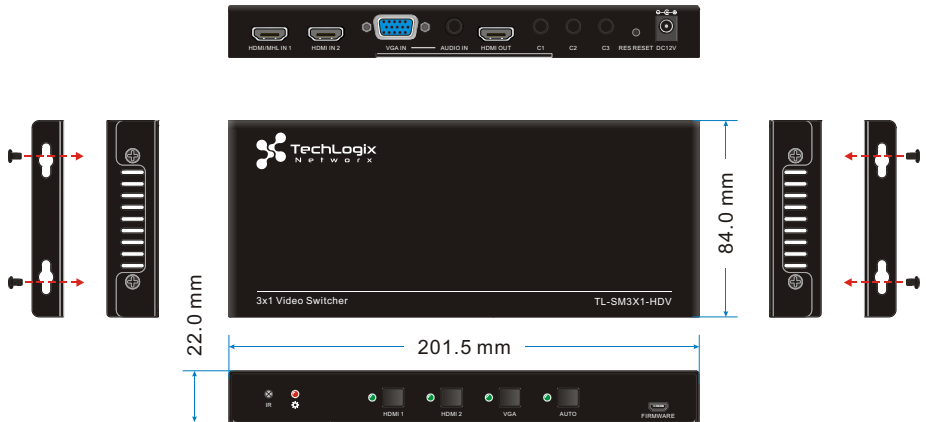 HDMI/MHL IN 1 HDMI IN 2 VGA IN AUDIO IN HDMI OUT C1 C2 C3 RES RESET DC12V
TechLogix
Networx
84.0 mm
3x1 Video Switcher TL-SM3X1-HDV
22.0 mm
201.5 mm
IR HDMI 1 HDMI 2 VGA AUTO FIRMWARE